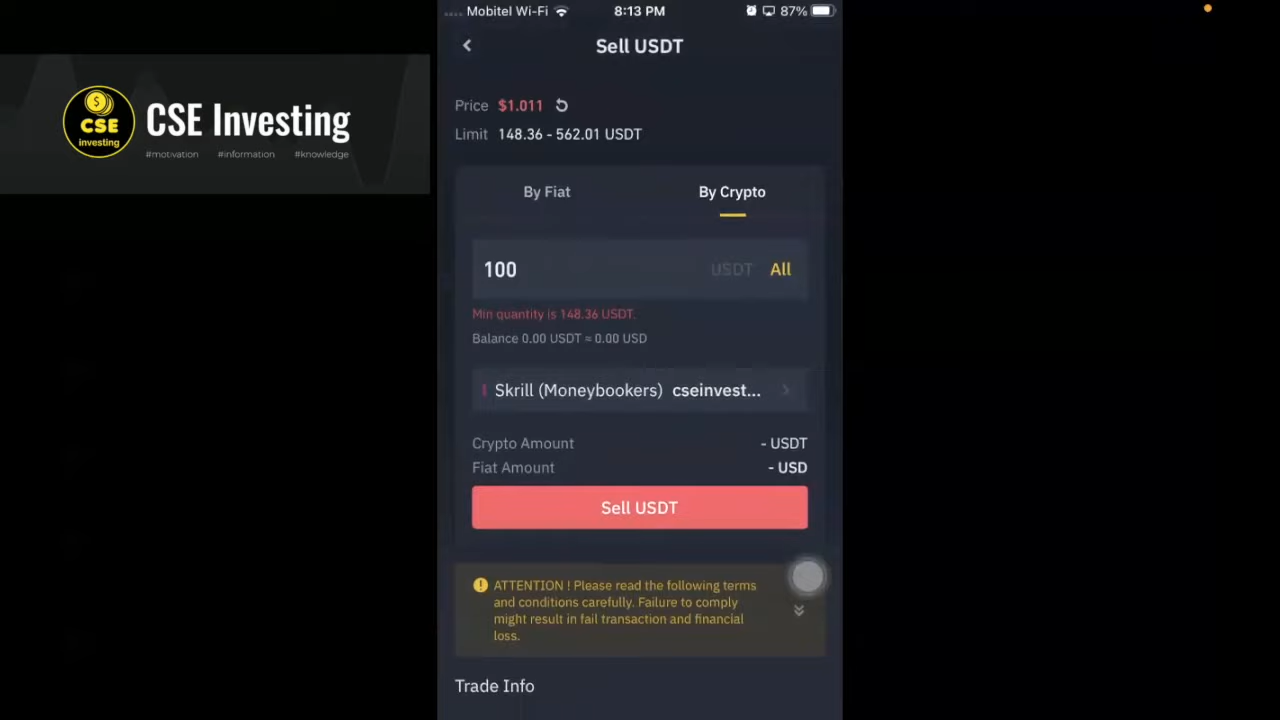 Mobitel Wi-Fi 8:13 PM 87%
Sell USDT
CSE
investing
CSE Investing
#motivation #information #knowledge
Price $1.011
Limit 148.36 - 562.01 USDT
By Fiat By Crypto
100 USDT All
Min quantity is 148.36 USDT.
Balance 0.00 USDT ≈ 0.00 USD
Skrill (Moneybookers) cseinvest...
Crypto Amount - USDT
Fiat Amount - USD
Sell USDT
ATTENTION ! Please read the following terms
and conditions carefully. Failure to comply
might result in fail transaction and financial
loss.
Trade Info